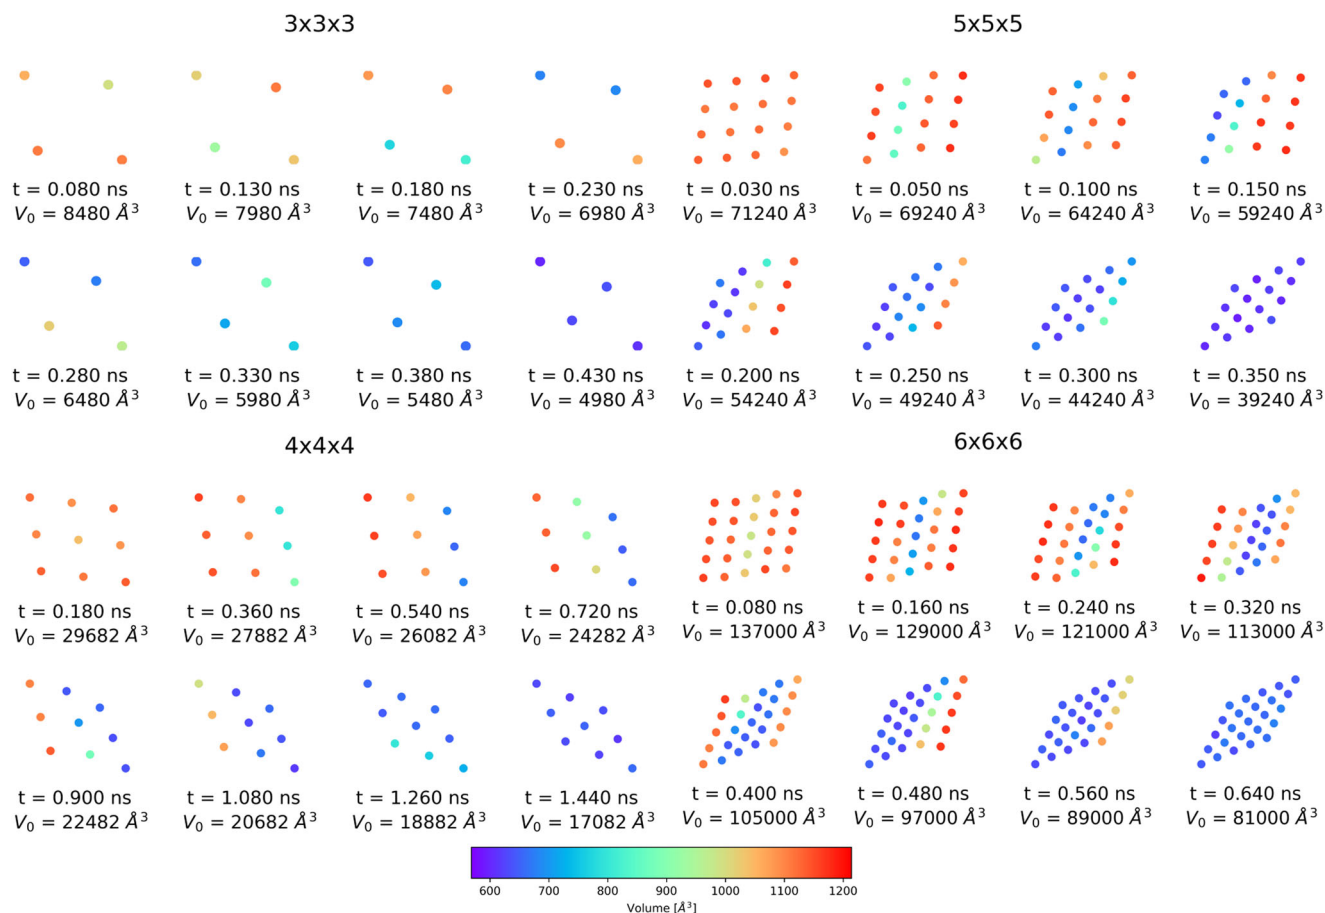 3x3x3
t = 0.080 ns
V₀ = 8480 Å³
t = 0.130 ns
V₀ = 7980 Å³
t = 0.180 ns
V₀ = 7480 Å³
t = 0.230 ns
V₀ = 6980 Å³
t = 0.280 ns
V₀ = 6480 Å³
t = 0.330 ns
V₀ = 5980 Å³
t = 0.380 ns
V₀ = 5480 Å³
t = 0.430 ns
V₀ = 4980 Å³
5x5x5
t = 0.030 ns
V₀ = 71240 Å³
t = 0.050 ns
V₀ = 69240 Å³
t = 0.100 ns
V₀ = 64240 Å³
t = 0.150 ns
V₀ = 59240 Å³
t = 0.200 ns
V₀ = 54240 Å³
t = 0.250 ns
V₀ = 49240 Å³
t = 0.300 ns
V₀ = 44240 Å³
t = 0.350 ns
V₀ = 39240 Å³
4x4x4
t = 0.180 ns
V₀ = 29682 Å³
t = 0.360 ns
V₀ = 27882 Å³
t = 0.540 ns
V₀ = 26082 Å³
t = 0.720 ns
V₀ = 24282 Å³
t = 0.900 ns
V₀ = 22482 Å³
t = 1.080 ns
V₀ = 20682 Å³
t = 1.260 ns
V₀ = 18882 Å³
t = 1.440 ns
V₀ = 17082 Å³
6x6x6
t = 0.080 ns
V₀ = 137000 Å³
t = 0.160 ns
V₀ = 129000 Å³
t = 0.240 ns
V₀ = 121000 Å³
t = 0.320 ns
V₀ = 113000 Å³
t = 0.400 ns
V₀ = 105000 Å³
t = 0.480 ns
V₀ = 97000 Å³
t = 0.560 ns
V₀ = 89000 Å³
t = 0.640 ns
V₀ = 81000 Å³
600 700 800 900 1000 1100 1200
Volume [Å³]